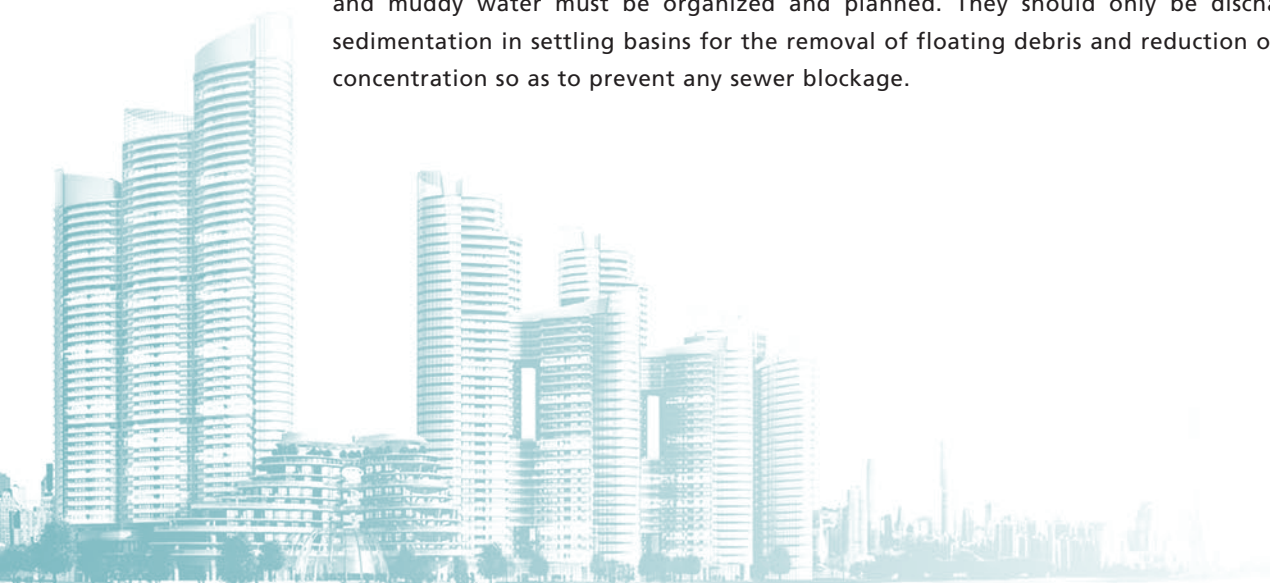 and muddy water must be organized and planned. They should only be discha
sedimentation in settling basins for the removal of floating debris and reduction o
concentration so as to prevent any sewer blockage.